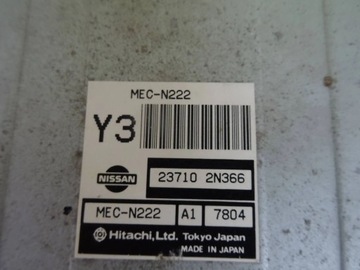 MEC-N222
Y3
NISSAN
23710 2N366
MEC-N222 A1 7804
Hitachi, Ltd. Tokyo Japan
MADE IN JAPAN